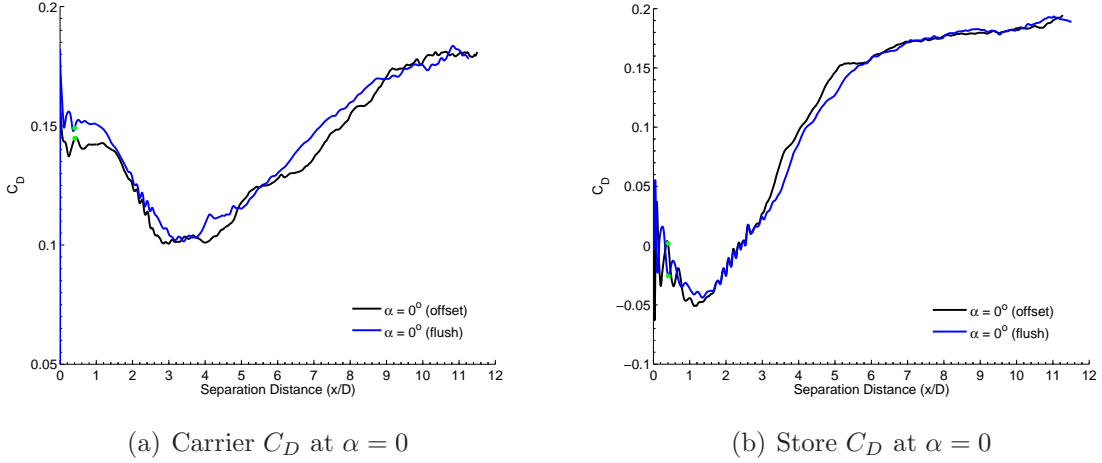 0.2
0.15
0.1
0.05
C_D
0 1 2 3 4 5 6 7 8 9 10 11 12
Separation Distance (x/D)
α = 0° (offset)
α = 0° (flush)
(a) Carrier C_D at α = 0
0.2
0.15
0.1
0.05
0
−0.05
−0.1
C_D
0 1 2 3 4 5 6 7 8 9 10 11 12
Separation Distance (x/D)
α = 0° (offset)
α = 0° (flush)
(b) Store C_D at α = 0